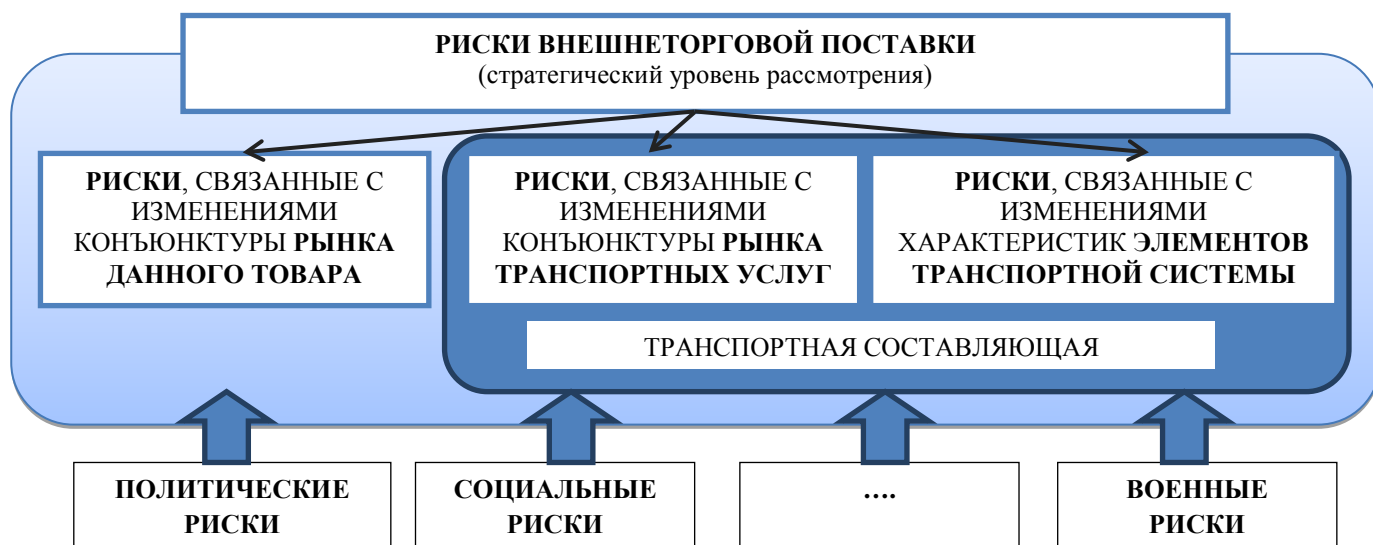 РИСКИ ВНЕШНЕТОРГОВОЙ ПОСТАВКИ
(стратегический уровень рассмотрения)
РИСКИ, СВЯЗАННЫЕ С
ИЗМЕНЕНИЯМИ
КОНЪЮНКТУРЫ РЫНКА
ДАННОГО ТОВАРА
РИСКИ, СВЯЗАННЫЕ С
ИЗМЕНЕНИЯМИ
КОНЪЮНКТУРЫ РЫНКА
ТРАНСПОРТНЫХ УСЛУГ
РИСКИ, СВЯЗАННЫЕ С
ИЗМЕНЕНИЯМИ
ХАРАКТЕРИСТИК ЭЛЕМЕНТОВ
ТРАНСПОРТНОЙ СИСТЕМЫ
ТРАНСПОРТНАЯ СОСТАВЛЯЮЩАЯ
ПОЛИТИЧЕСКИЕ
РИСКИ
СОЦИАЛЬНЫЕ
РИСКИ
….
ВОЕННЫЕ
РИСКИ